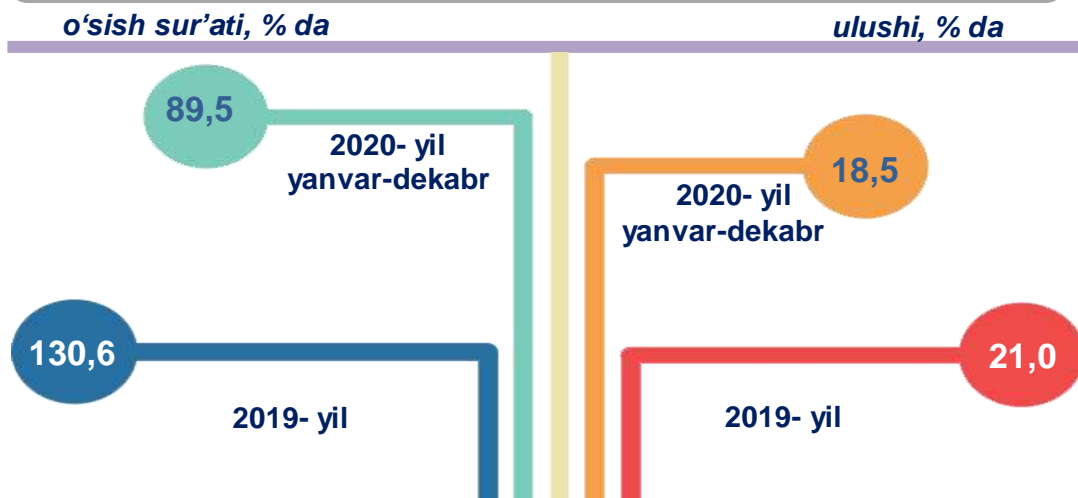 o‘sish sur’ati, % da
ulushi, % da
89,5
2020- yil
yanvar-dekabr
18,5
2020- yil
yanvar-dekabr
130,6
2019- yil
21,0
2019- yil